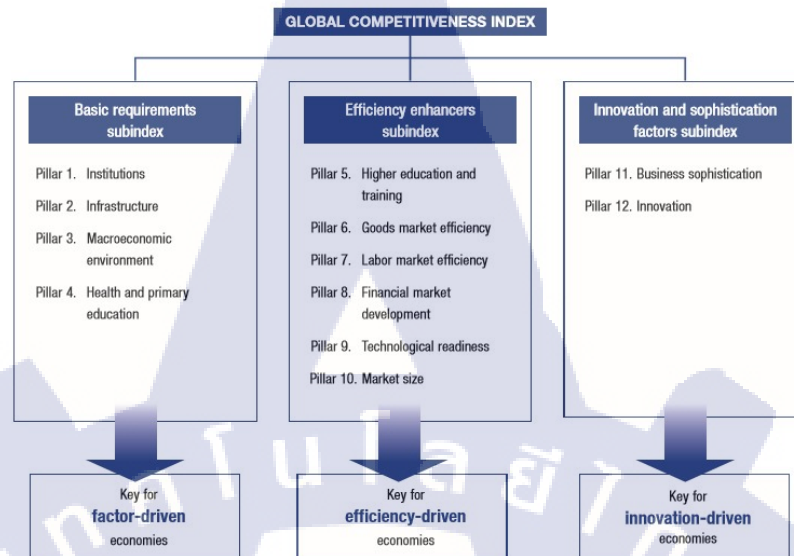 GLOBAL COMPETITIVENESS INDEX
Basic requirements
subindex
Pillar 1. Institutions
Pillar 2. Infrastructure
Pillar 3. Macroeconomic
environment
Pillar 4. Health and primary
education
Key for
factor-driven
economies
Efficiency enhancers
subindex
Pillar 5. Higher education and
training
Pillar 6. Goods market efficiency
Pillar 7. Labor market efficiency
Pillar 8. Financial market
development
Pillar 9. Technological readiness
Pillar 10. Market size
Key for
efficiency-driven
economies
Innovation and sophistication
factors subindex
Pillar 11. Business sophistication
Pillar 12. Innovation
Key for
innovation-driven
economies